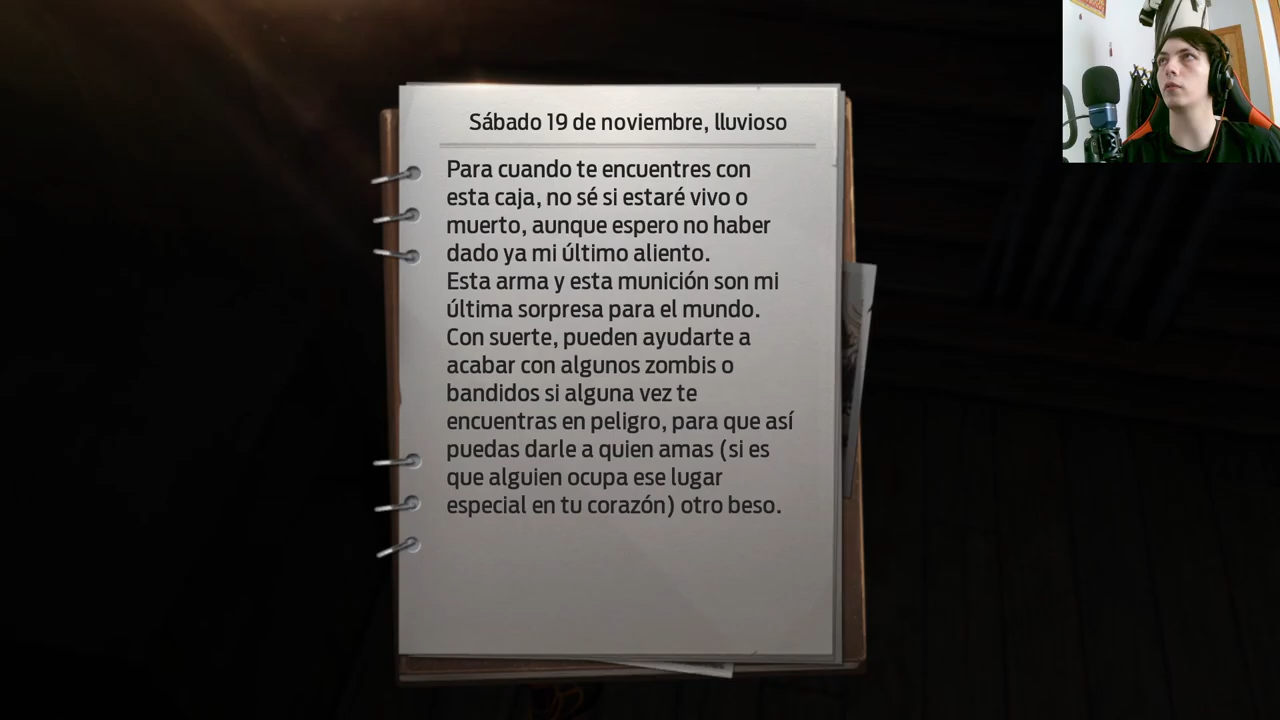 Sábado 19 de noviembre, lluvioso
Para cuando te encuentres con
esta caja, no sé si estaré vivo o
muerto, aunque espero no haber
dado ya mi último aliento.
Esta arma y esta munición son mi
última sorpresa para el mundo.
Con suerte, pueden ayudarte a
acabar con algunos zombis o
bandidos si alguna vez te
encuentras en peligro, para que así
puedas darle a quien amas (si es
que alguien ocupa ese lugar
especial en tu corazón) otro beso.